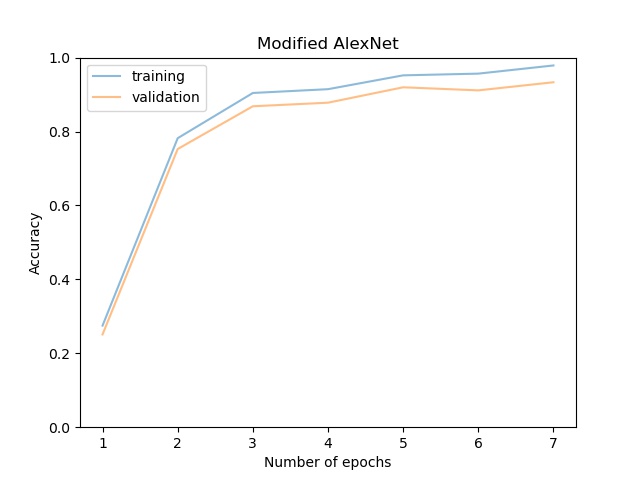 Modified AlexNet
training
validation
Accuracy
1.0
0.8
0.6
0.4
0.2
0.0
1 2 3 4 5 6 7
Number of epochs